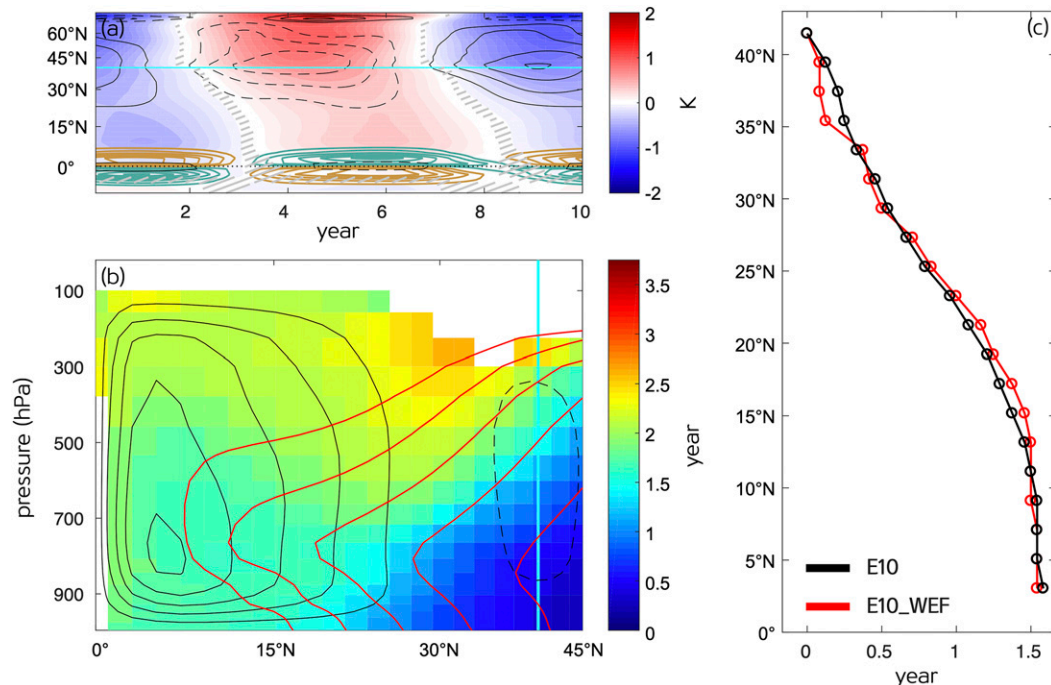 (a)
60°N
45°N
30°N
15°N
0°
2
4
6
8
10
year
2
1
0
-1
-2
K
(b)
100
300
500
700
900
pressure (hPa)
0°
15°N
30°N
45°N
3.5
3
2.5
2
1.5
1
0.5
0
year
(c)
40°N
35°N
30°N
25°N
20°N
15°N
10°N
5°N
0°
E10
E10_WEF
0
0.5
1
1.5
year